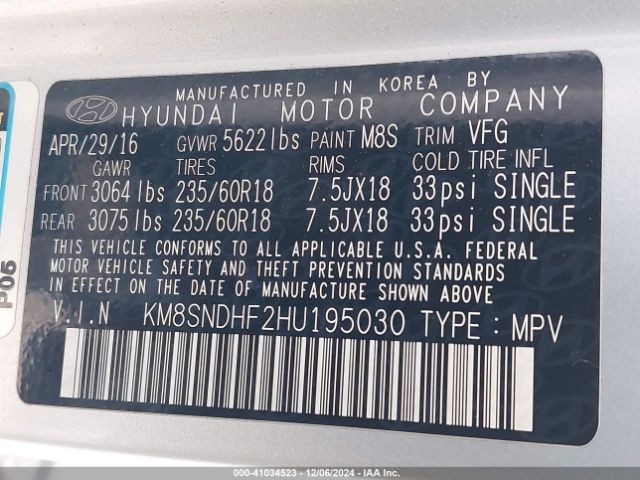 MANUFACTURED IN KOREA BY
HYUNDAI MOTOR COMPANY
APR/29/16 GVWR 5622lbs PAINT M8S TRIM VFG
GAWR TIRES RIMS COLD TIRE INFL
FRONT 3064lbs 235/60R18 7.5JX18 33psi SINGLE
REAR 3075lbs 235/60R18 7.5JX18 33psi SINGLE
THIS VEHICLE CONFORMS TO ALL APPLICABLE U.S.A. FEDERAL
MOTOR VEHICLE SAFETY AND THEFT PREVENTION STANDARDS
IN EFFECT ON THE DATE OF MANUFACTURE SHOWN ABOVE
V.I.N KM8SNDHF2HU195030 TYPE : MPV
P05
000-41034523 - 12/06/2024 - IAA Inc.